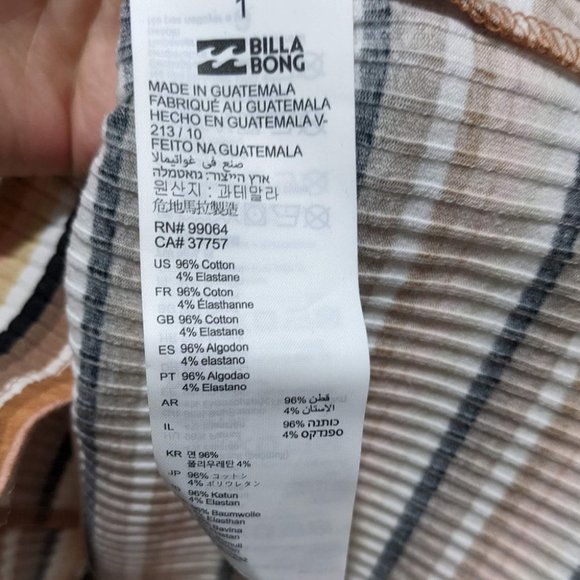 1
BILLA
BONG
MADE IN GUATEMALA
FABRIQUÉ AU GUATEMALA
HECHO EN GUATEMALA V-
213 / 10
FEITO NA GUATEMALA
صنع في غواتيمالا
ארץ הייצור: גואטמלה
원산지 : 과테말라
危地馬拉製造
RN# 99064
CA# 37757
US 96% Cotton
4% Elastane
FR 96% Coton
4% Élasthanne
GB 96% Cotton
4% Elastane
ES 96% Algodon
4% elastano
PT 96% Algodao
4% Elastano
AR 96% قطن
4% الاستان
IL 96% כותנה
4% ספנדקס
KR 면 96%
폴리우레탄 4%
JP 96% コットン
4% ポリウレタン
96% Katun
4% Elastan
Baumwolle
Elasthan